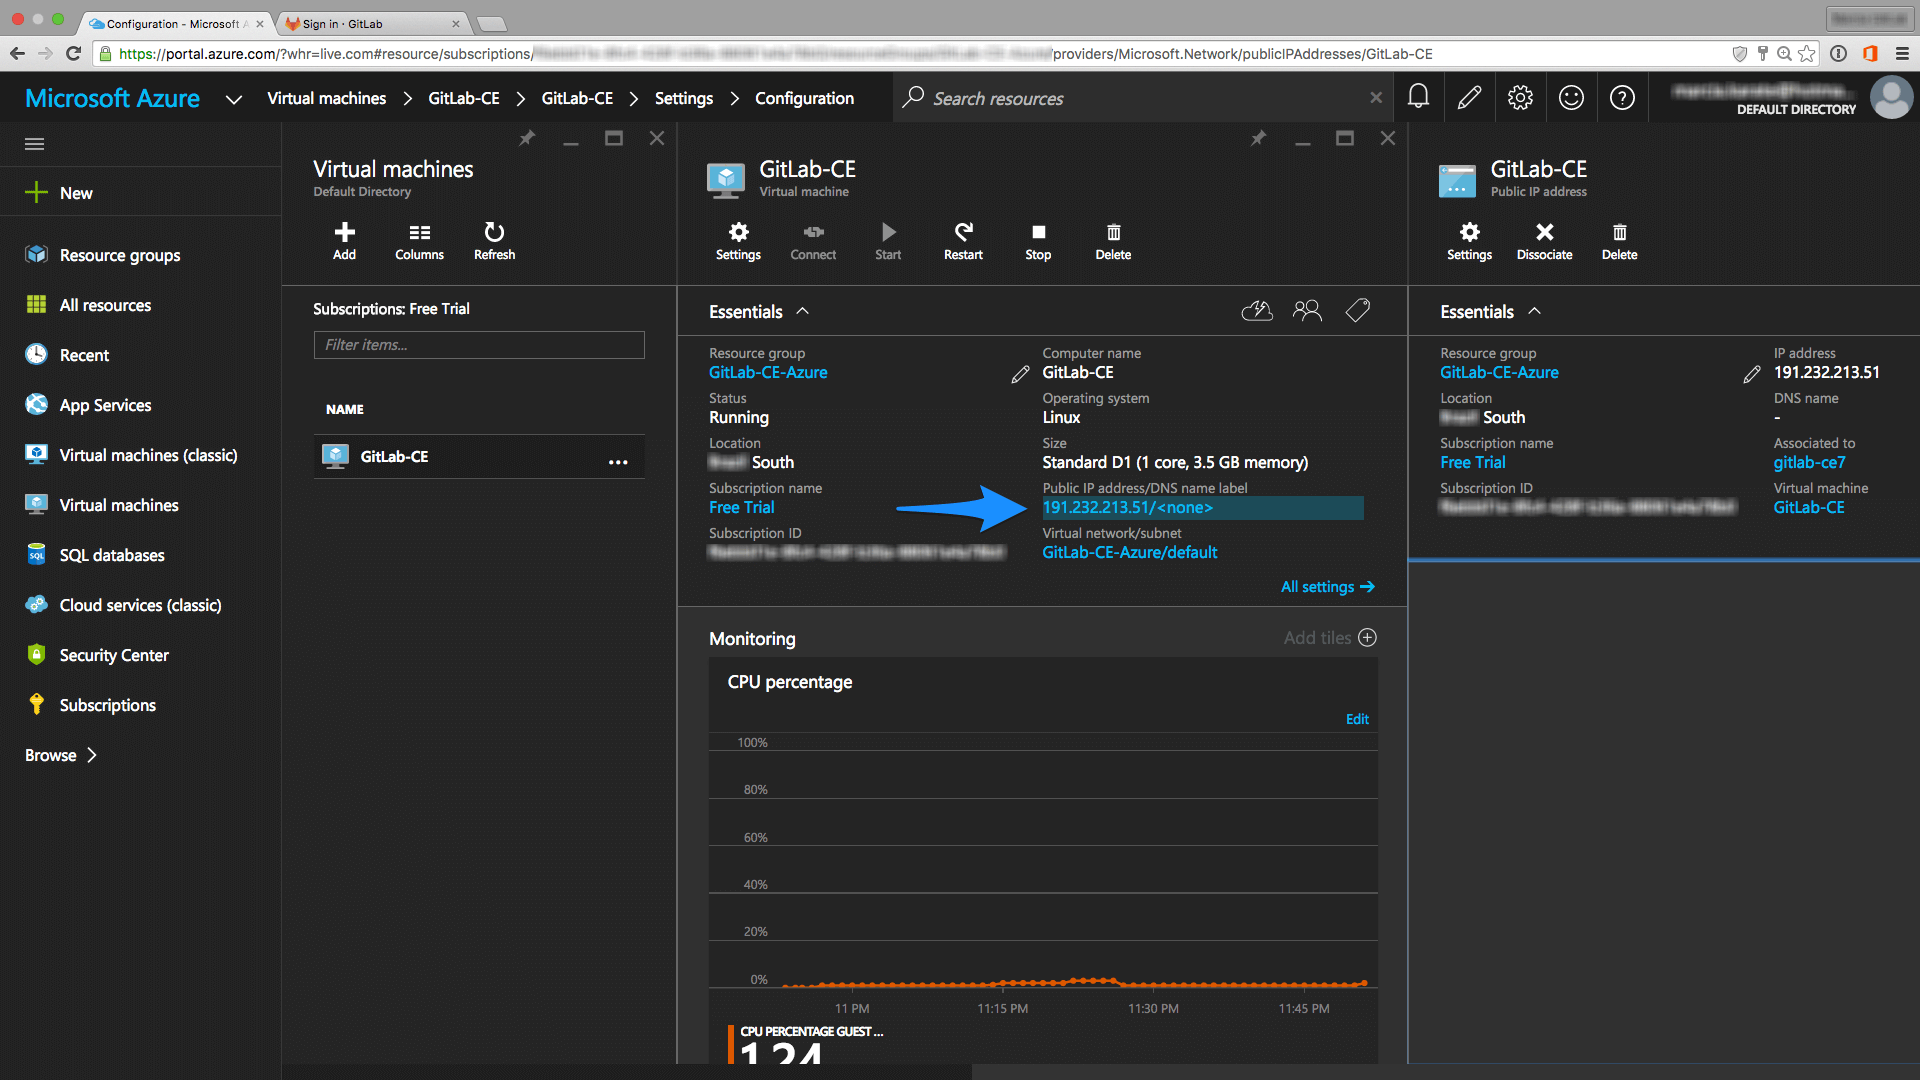 Configuration - Microsoft A
Sign in · GitLab
https://portal.azure.com/?whr=live.com#resource/subscriptions/
providers/Microsoft.Network/publicIPAddresses/GitLab-CE
Microsoft Azure
Virtual machines > GitLab-CE > GitLab-CE > Settings > Configuration
Search resources
DEFAULT DIRECTORY
New
Resource groups
All resources
Recent
App Services
Virtual machines (classic)
Virtual machines
SQL databases
Cloud services (classic)
Security Center
Subscriptions
Browse >
Virtual machines
Default Directory
Add
Columns
Refresh
Subscriptions: Free Trial
Filter items...
NAME
GitLab-CE
...
GitLab-CE
Virtual machine
Settings
Connect
Start
Restart
Stop
Delete
Essentials
Resource group
GitLab-CE-Azure
Status
Running
Location
South
Subscription name
Free Trial
Subscription ID
Computer name
GitLab-CE
Operating system
Linux
Size
Standard D1 (1 core, 3.5 GB memory)
Public IP address/DNS name label
191.232.213.51/<none>
Virtual network/subnet
GitLab-CE-Azure/default
All settings
Monitoring
Add tiles
CPU percentage
Edit
100%
80%
60%
40%
20%
0%
11 PM
11:15 PM
11:30 PM
11:45 PM
CPU PERCENTAGE GUEST ...
1.24
GitLab-CE
Public IP address
Settings
Dissociate
Delete
Essentials
Resource group
GitLab-CE-Azure
Location
South
Subscription name
Free Trial
Subscription ID
IP address
191.232.213.51
DNS name
-
Associated to
gitlab-ce7
Virtual machine
GitLab-CE